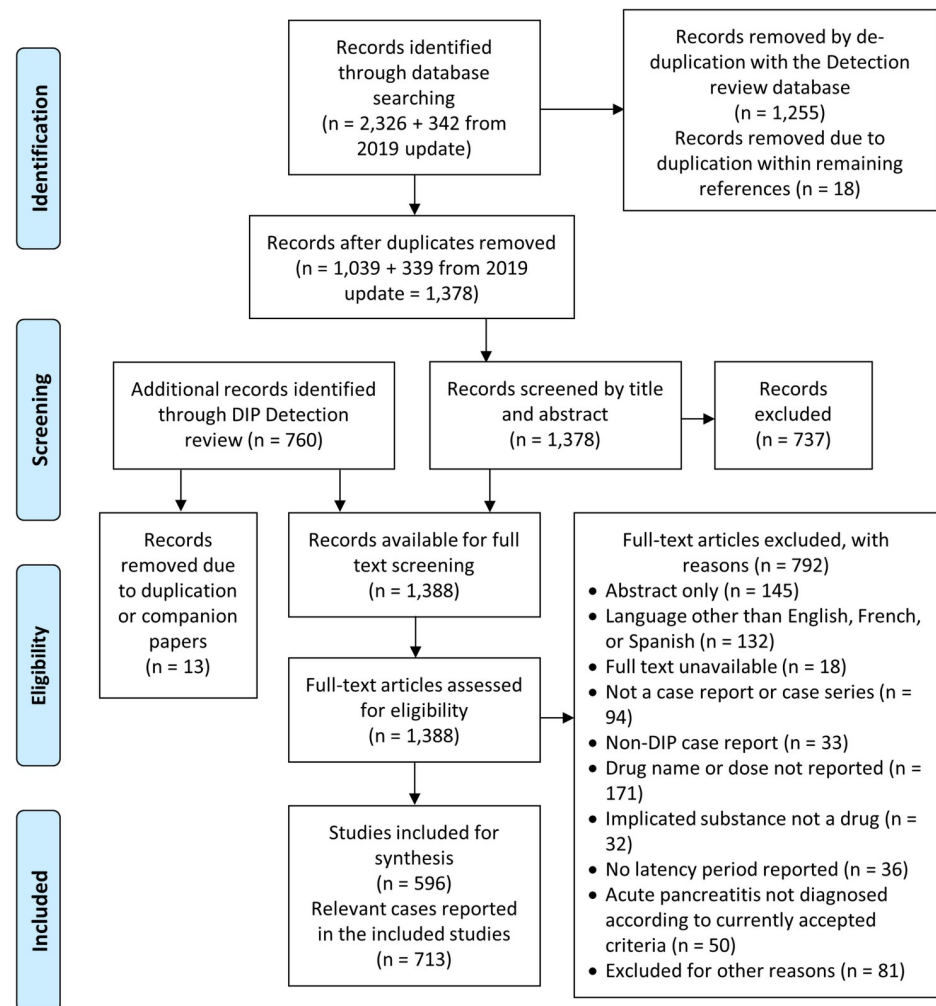 Identification
Records identified
through database
searching
(n = 2,326 + 342 from
2019 update)
Records removed by de-
duplication with the Detection
review database
(n = 1,255)
Records removed due to
duplication within remaining
references (n = 18)
Records after duplicates removed
(n = 1,039 + 339 from 2019
update = 1,378)
Screening
Additional records identified
through DIP Detection
review (n = 760)
Records screened by title
and abstract
(n = 1,378)
Records
excluded
(n = 737)
Eligibility
Records
removed due
to duplication
or companion
papers
(n = 13)
Records available for full
text screening
(n = 1,388)
Full-text articles assessed
for eligibility
(n = 1,388)
Full-text articles excluded, with
reasons (n = 792)
• Abstract only (n = 145)
• Language other than English, French,
or Spanish (n = 132)
• Full text unavailable (n = 18)
• Not a case report or case series (n =
94)
• Non-DIP case report (n = 33)
• Drug name or dose not reported (n =
171)
• Implicated substance not a drug (n =
32)
• No latency period reported (n = 36)
• Acute pancreatitis not diagnosed
according to currently accepted
criteria (n = 50)
• Excluded for other reasons (n = 81)
Included
Studies included for
synthesis
(n = 596)
Relevant cases reported
in the included studies
(n = 713)